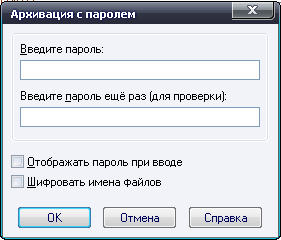 Архивация с паролем
Введите пароль:
Введите пароль ещё раз (для проверки):
Отображать пароль при вводе
Шифровать имена файлов
OK Отмена Справка